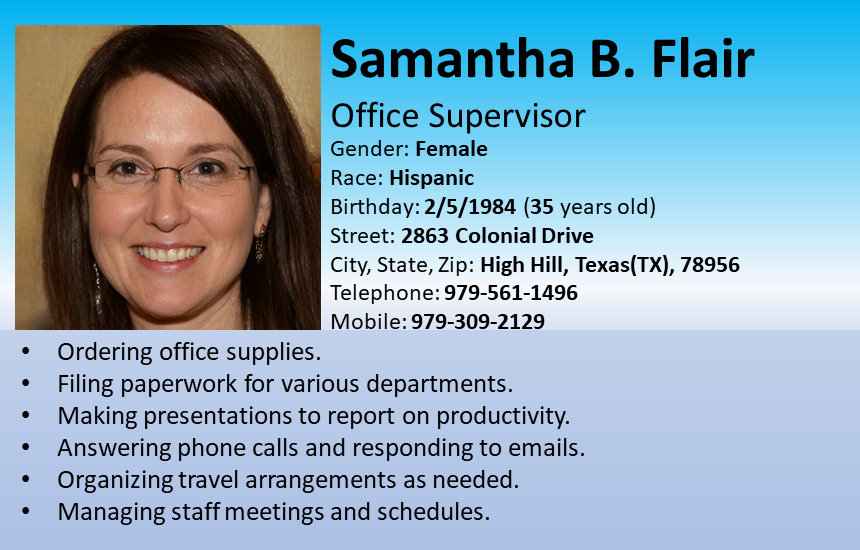 Samantha B. Flair
Office Supervisor
Gender: Female
Race: Hispanic
Birthday: 2/5/1984 (35 years old)
Street: 2863 Colonial Drive
City, State, Zip: High Hill, Texas(TX), 78956
Telephone: 979-561-1496
Mobile: 979-309-2129
• Ordering office supplies.
• Filing paperwork for various departments.
• Making presentations to report on productivity.
• Answering phone calls and responding to emails.
• Organizing travel arrangements as needed.
• Managing staff meetings and schedules.